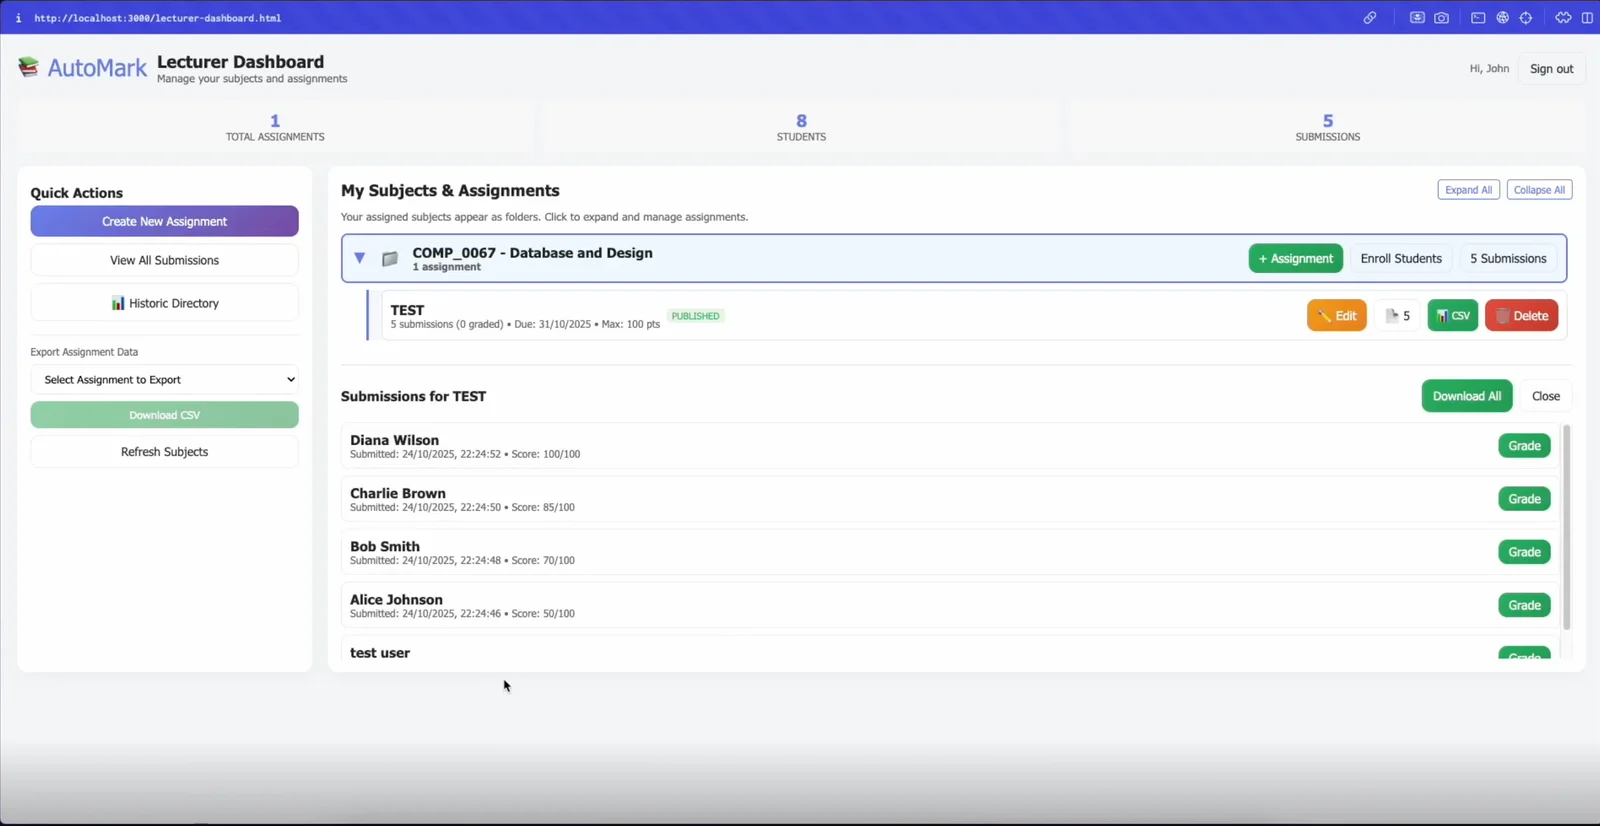 http://localhost:3000/lecturer-dashboard.html
AutoMark
Lecturer Dashboard
Manage your subjects and assignments
Hi, John
Sign out
1
TOTAL ASSIGNMENTS
8
STUDENTS
5
SUBMISSIONS
Quick Actions
Create New Assignment
View All Submissions
Historic Directory
Export Assignment Data
Select Assignment to Export
Download CSV
Refresh Subjects
My Subjects & Assignments
Expand All
Collapse All
Your assigned subjects appear as folders. Click to expand and manage assignments.
COMP_0067 - Database and Design
1 assignment
+ Assignment
Enroll Students
5 Submissions
TEST
5 submissions (0 graded) • Due: 31/10/2025 • Max: 100 pts
PUBLISHED
Edit
5
CSV
Delete
Submissions for TEST
Download All
Close
Diana Wilson
Submitted: 24/10/2025, 22:24:52 • Score: 100/100
Grade
Charlie Brown
Submitted: 24/10/2025, 22:24:50 • Score: 85/100
Grade
Bob Smith
Submitted: 24/10/2025, 22:24:48 • Score: 70/100
Grade
Alice Johnson
Submitted: 24/10/2025, 22:24:46 • Score: 50/100
Grade
test user
Grade